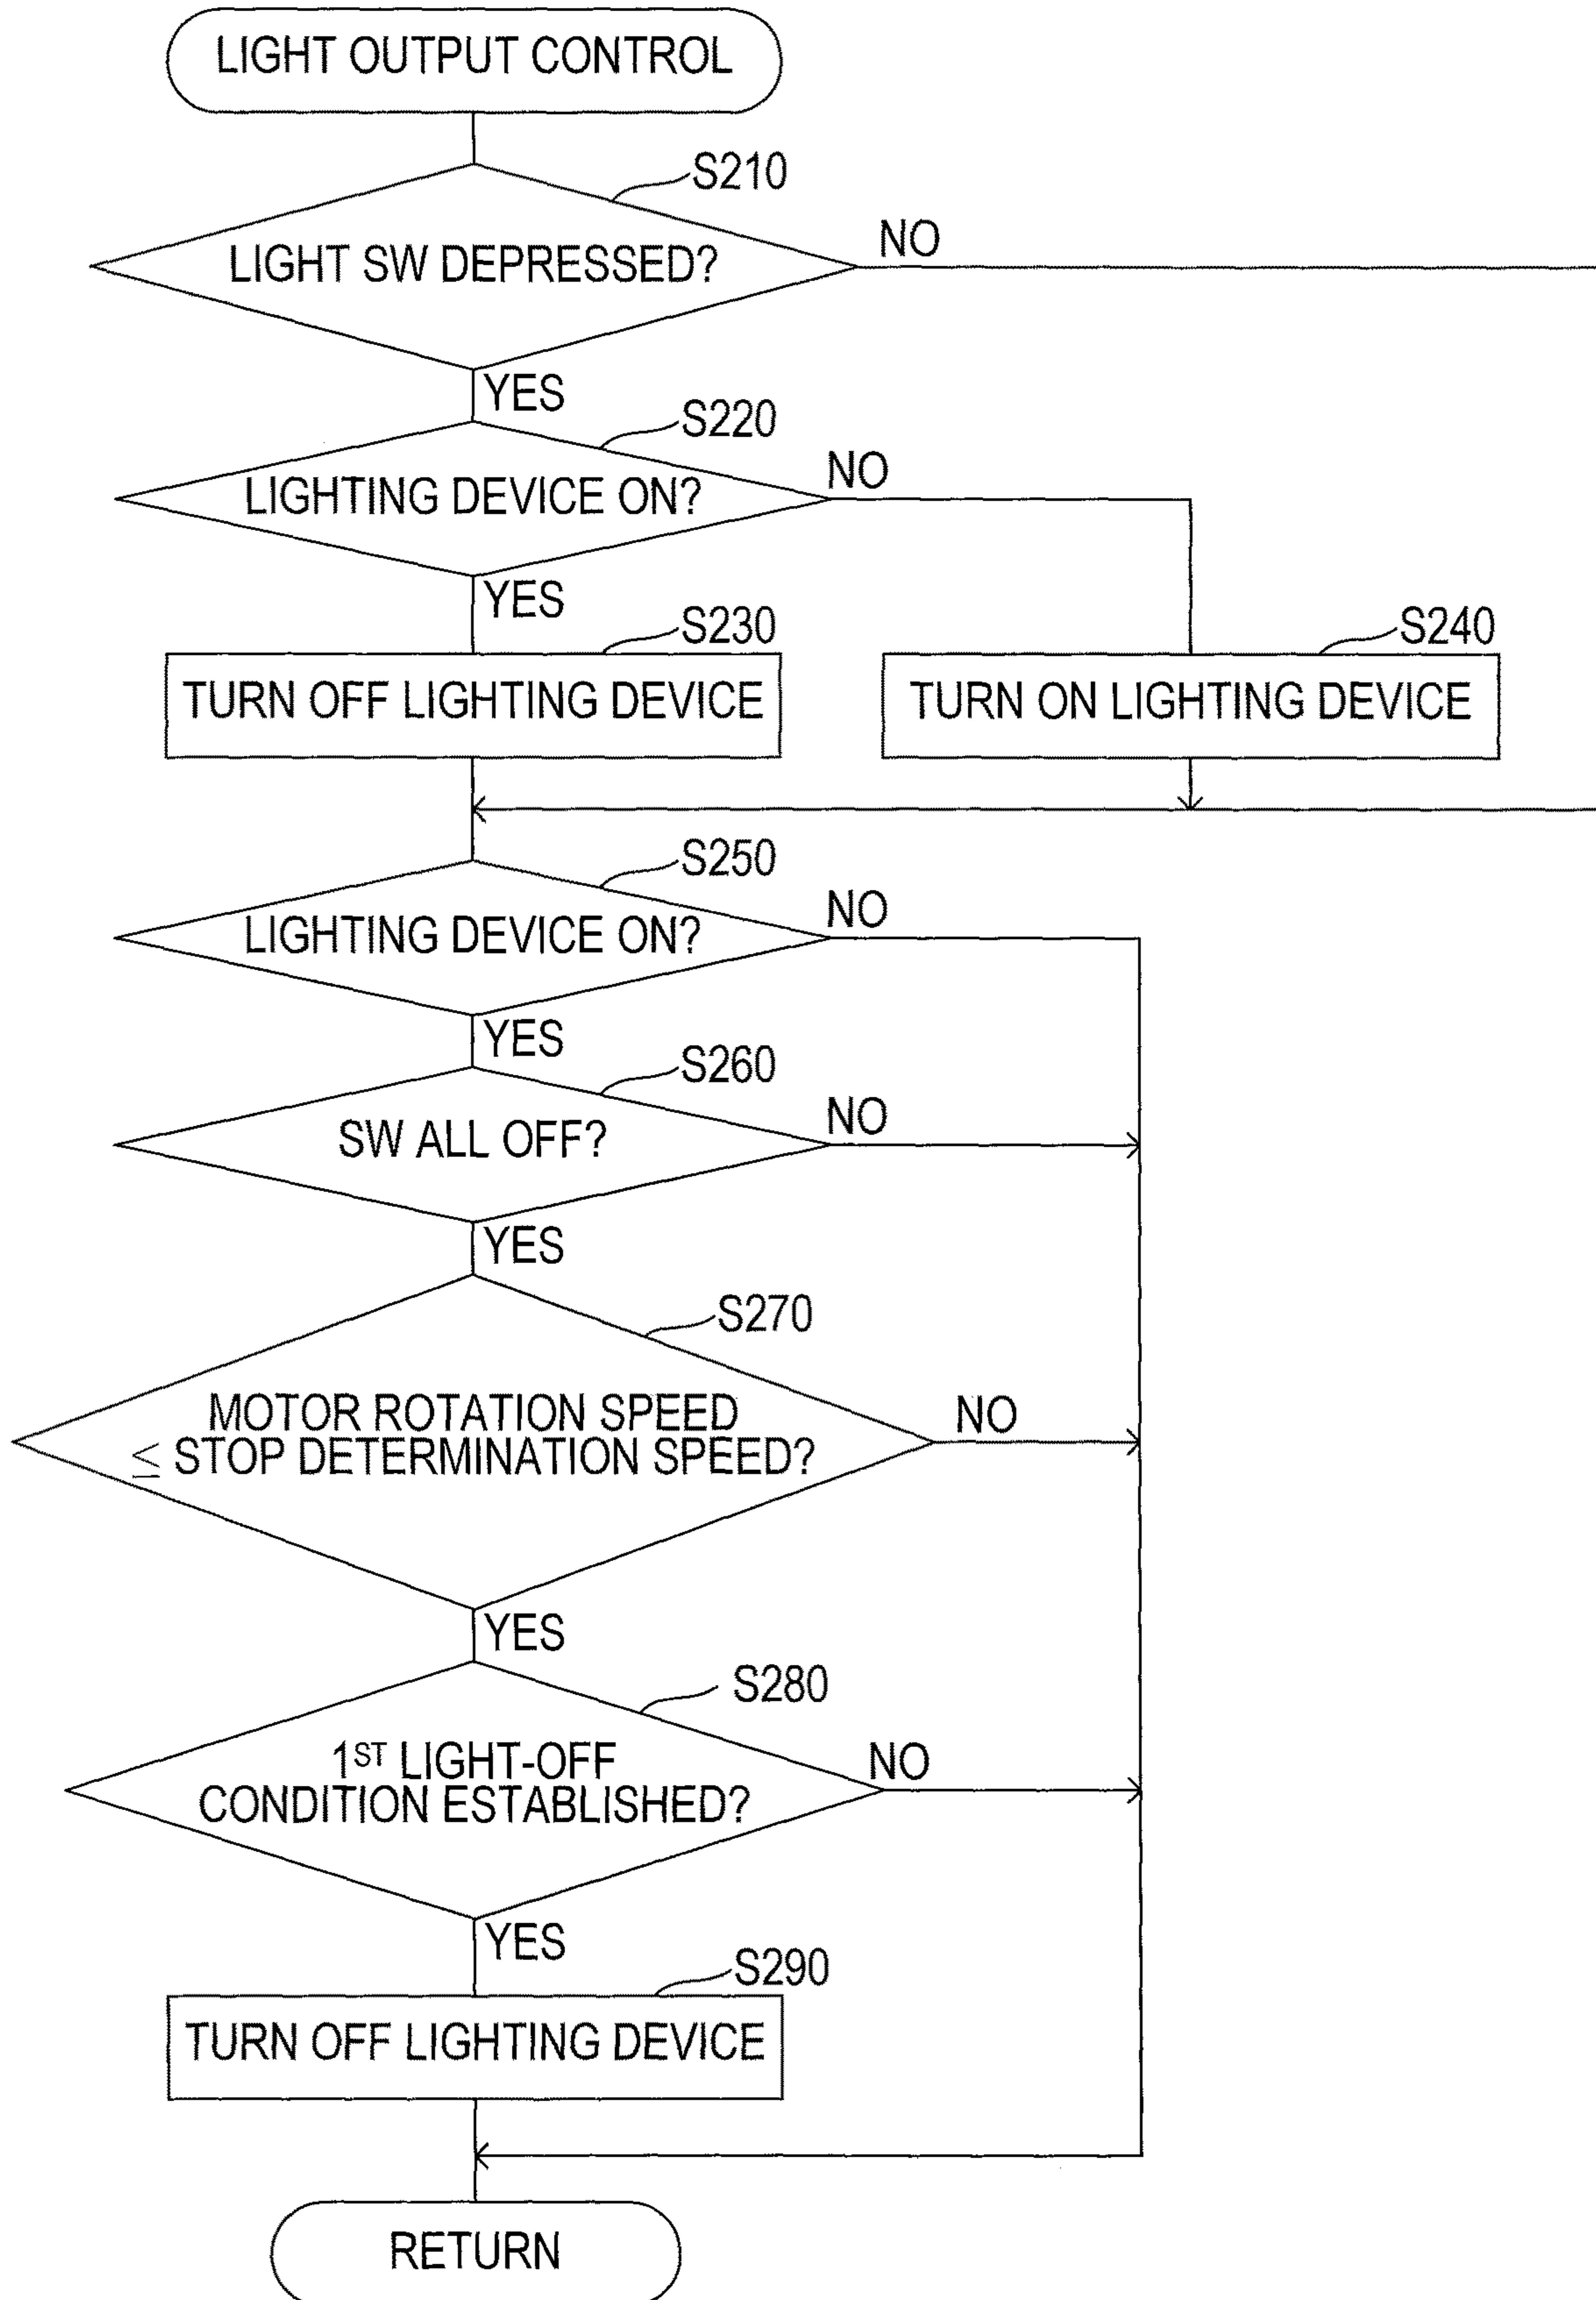 LIGHT OUTPUT CONTROL
S210
LIGHT SW DEPRESSED?
NO
YES
S220
LIGHTING DEVICE ON?
NO
YES
S230
TURN OFF LIGHTING DEVICE
S240
TURN ON LIGHTING DEVICE
S250
LIGHTING DEVICE ON?
NO
YES
S260
SW ALL OFF?
NO
YES
S270
MOTOR ROTATION SPEED
≤ STOP DETERMINATION SPEED?
NO
YES
S280
1ST LIGHT-OFF
CONDITION ESTABLISHED?
NO
YES
S290
TURN OFF LIGHTING DEVICE
RETURN